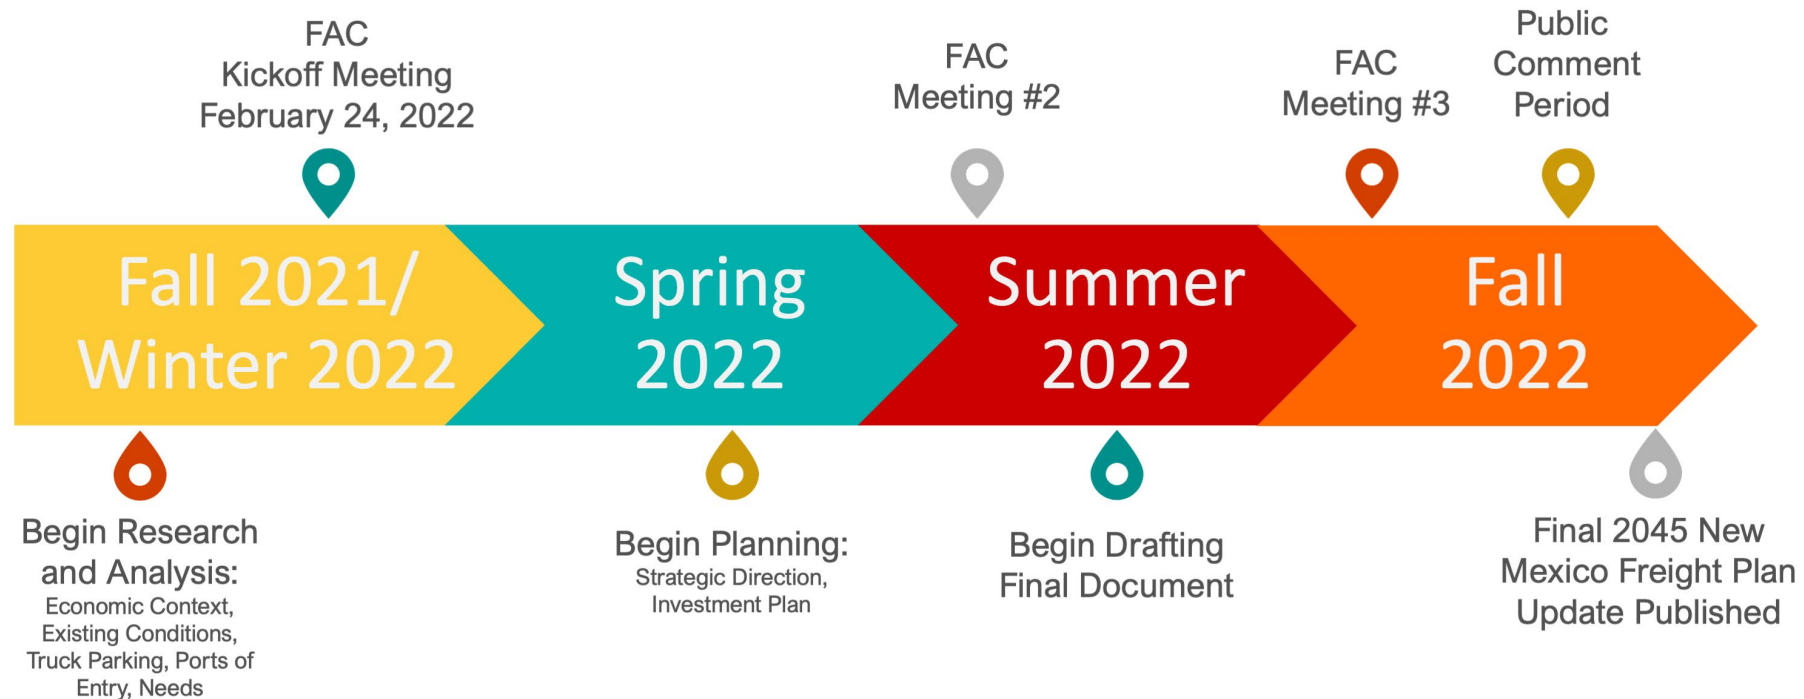 FAC
Kickoff Meeting
February 24, 2022
FAC
Meeting #2
FAC
Meeting #3
Public
Comment
Period
Fall 2021/
Winter 2022
Spring
2022
Summer
2022
Fall
2022
Begin Research
and Analysis:
Economic Context,
Existing Conditions,
Truck Parking, Ports of
Entry, Needs
Begin Planning:
Strategic Direction,
Investment Plan
Begin Drafting
Final Document
Final 2045 New
Mexico Freight Plan
Update Published